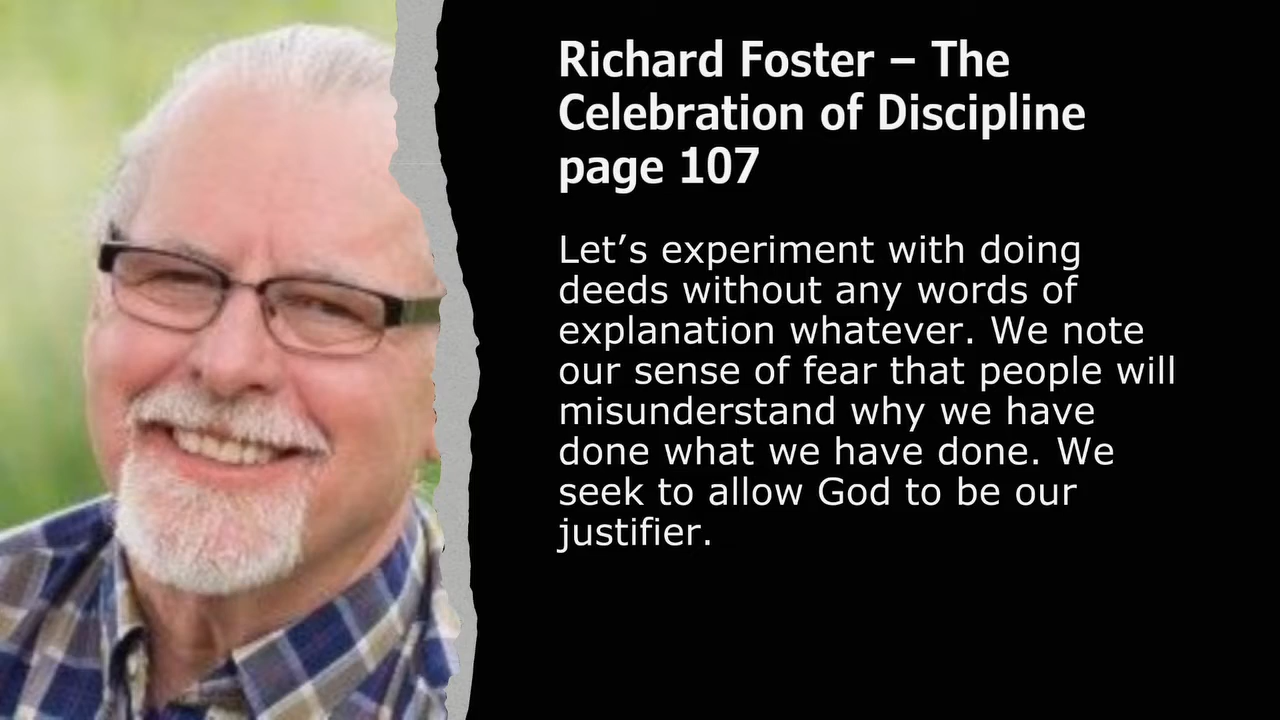 Richard Foster – The
Celebration of Discipline
page 107
Let’s experiment with doing
deeds without any words of
explanation whatever. We note
our sense of fear that people will
misunderstand why we have
done what we have done. We
seek to allow God to be our
justifier.